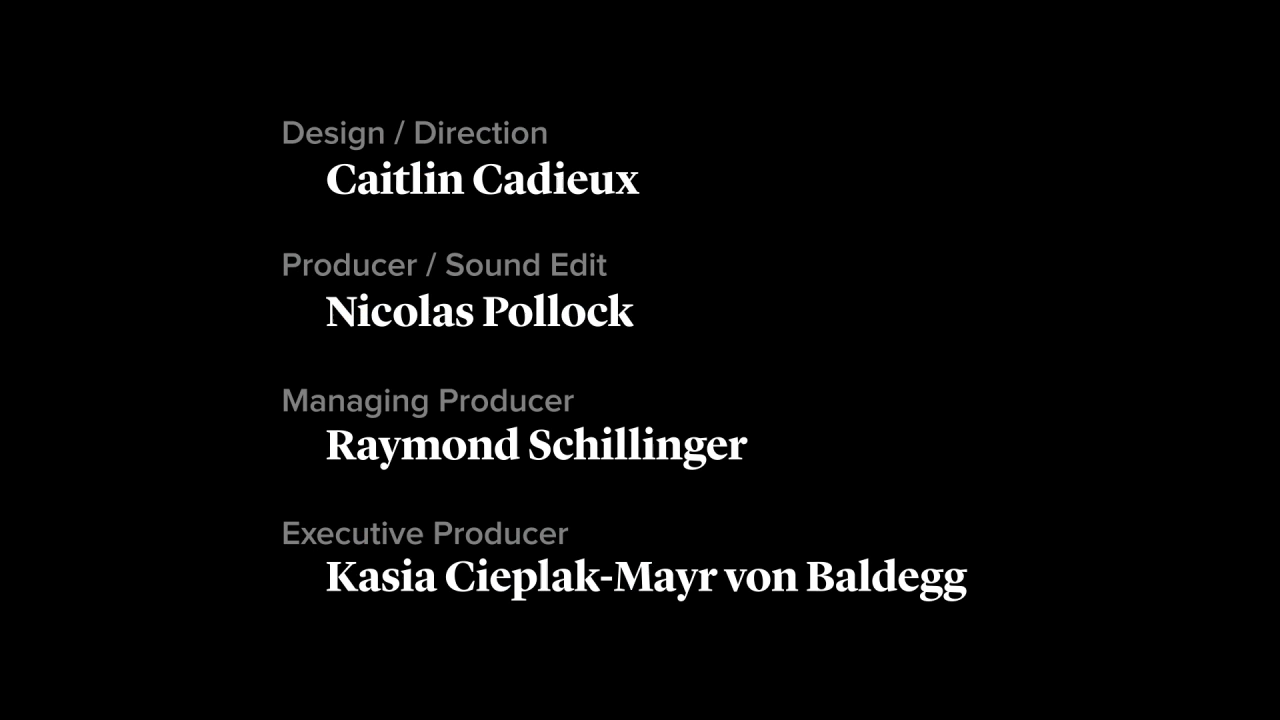 Design / Direction
Caitlin Cadieux
Producer / Sound Edit
Nicolas Pollock
Managing Producer
Raymond Schillinger
Executive Producer
Kasia Cieplak-Mayr von Baldegg